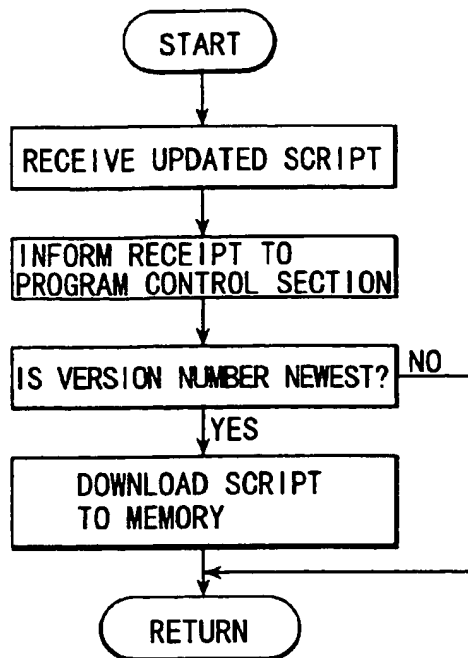 START
RECEIVE UPDATED SCRIPT
INFORM RECEIPT TO
PROGRAM CONTROL SECTION
IS VERSION NUMBER NEWEST?
NO
YES
DOWNLOAD SCRIPT
TO MEMORY
RETURN